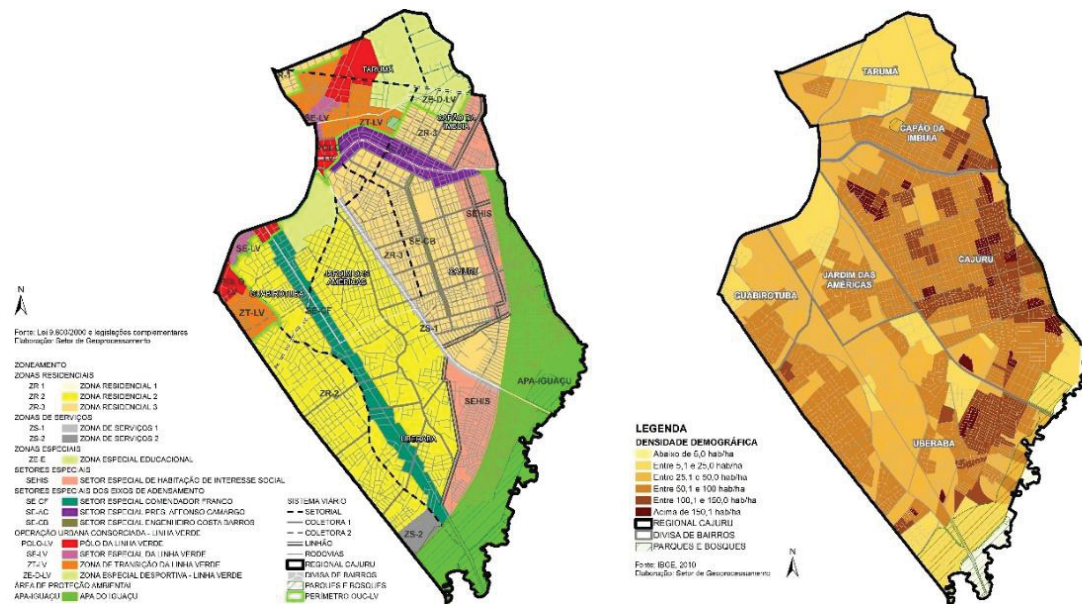 TARUMÁ
ZE-D-LV
SE-LV
ZT-LV
ZR-3
CAPÃO DA
IMBUIA
SEHIS
SE-LV
SE-CB
ZR-3
CAJURU
JARDIM DAS
AMÉRICAS
GUABIROTUBA
SE-CF
ZT-LV
ZS-1
APA-IGUAÇU
SEHIS
ZR-2
UBERABA
ZS-2
N
Fonte: Lei 9.800/2000 e legislações complementares
Elaboração: Setor de Geoprocessamento
ZONEAMENTO
ZONAS RESIDENCIAIS
ZR 1 ZONA RESIDENCIAL 1
ZR 2 ZONA RESIDENCIAL 2
ZR-3 ZONA RESIDENCIAL 3
ZONAS DE SERVIÇOS
ZS-1 ZONA DE SERVIÇOS 1
ZS-2 ZONA DE SERVIÇOS 2
ZONAS ESPECIAIS
ZE-E ZONA ESPECIAL EDUCACIONAL
SETORES ESPECIAIS
SEHIS SETOR ESPECIAL DE HABITAÇÃO DE INTERESSE SOCIAL
SETORES ESPECIAIS DOS EIXOS DE ADENSAMENTO
SE CF SETOR ESPECIAL COMENDADOR FRANCO
SE-AC SETOR ESPECIAL PRES. AFFONSO CAMARGO
SE-CB SETOR ESPECIAL ENGENHEIRO COSTA BARROS
OPERAÇÃO URBANA CONSORCIADA - LINHA VERDE
POLO-LV PÓLO DA LINHA VERDE
SE-LV SETOR ESPECIAL DA LINHA VERDE
ZT-LV ZONA DE TRANSIÇÃO DA LINHA VERDE
ZE-D-LV ZONA ESPECIAL DESPORTIVA - LINHA VERDE
ÁREA DE PROTEÇÃO AMBIENTAL
APA-IGUAÇU APA DO IGUAÇU
SISTEMA VIÁRIO
SETORIAL
COLETORA 1
COLETORA 2
LINHÃO
RODOVIAS
REGIONAL CAJURU
DIVISA DE BAIRROS
PARQUES E BOSQUES
PERÍMETRO OUC-LV
TARUMÁ
CAPÃO DA
IMBUIA
CAJURU
JARDIM DAS
AMÉRICAS
GUABIROTUBA
UBERABA
LEGENDA
DENSIDADE DEMOGRÁFICA
Abaixo de 5,0 hab/ha
Entre 5,1 e 25,0 hab/ha
Entre 25,1 e 50,0 hab/ha
Entre 50,1 e 100 hab/ha
Entre 100,1 e 150,0 hab/ha
Acima de 150,1 hab/ha
REGIONAL CAJURU
DIVISA DE BAIRROS
PARQUES E BOSQUES
Fonte: IBGE, 2010
Elaboração: Setor de Geoprocessamento
N